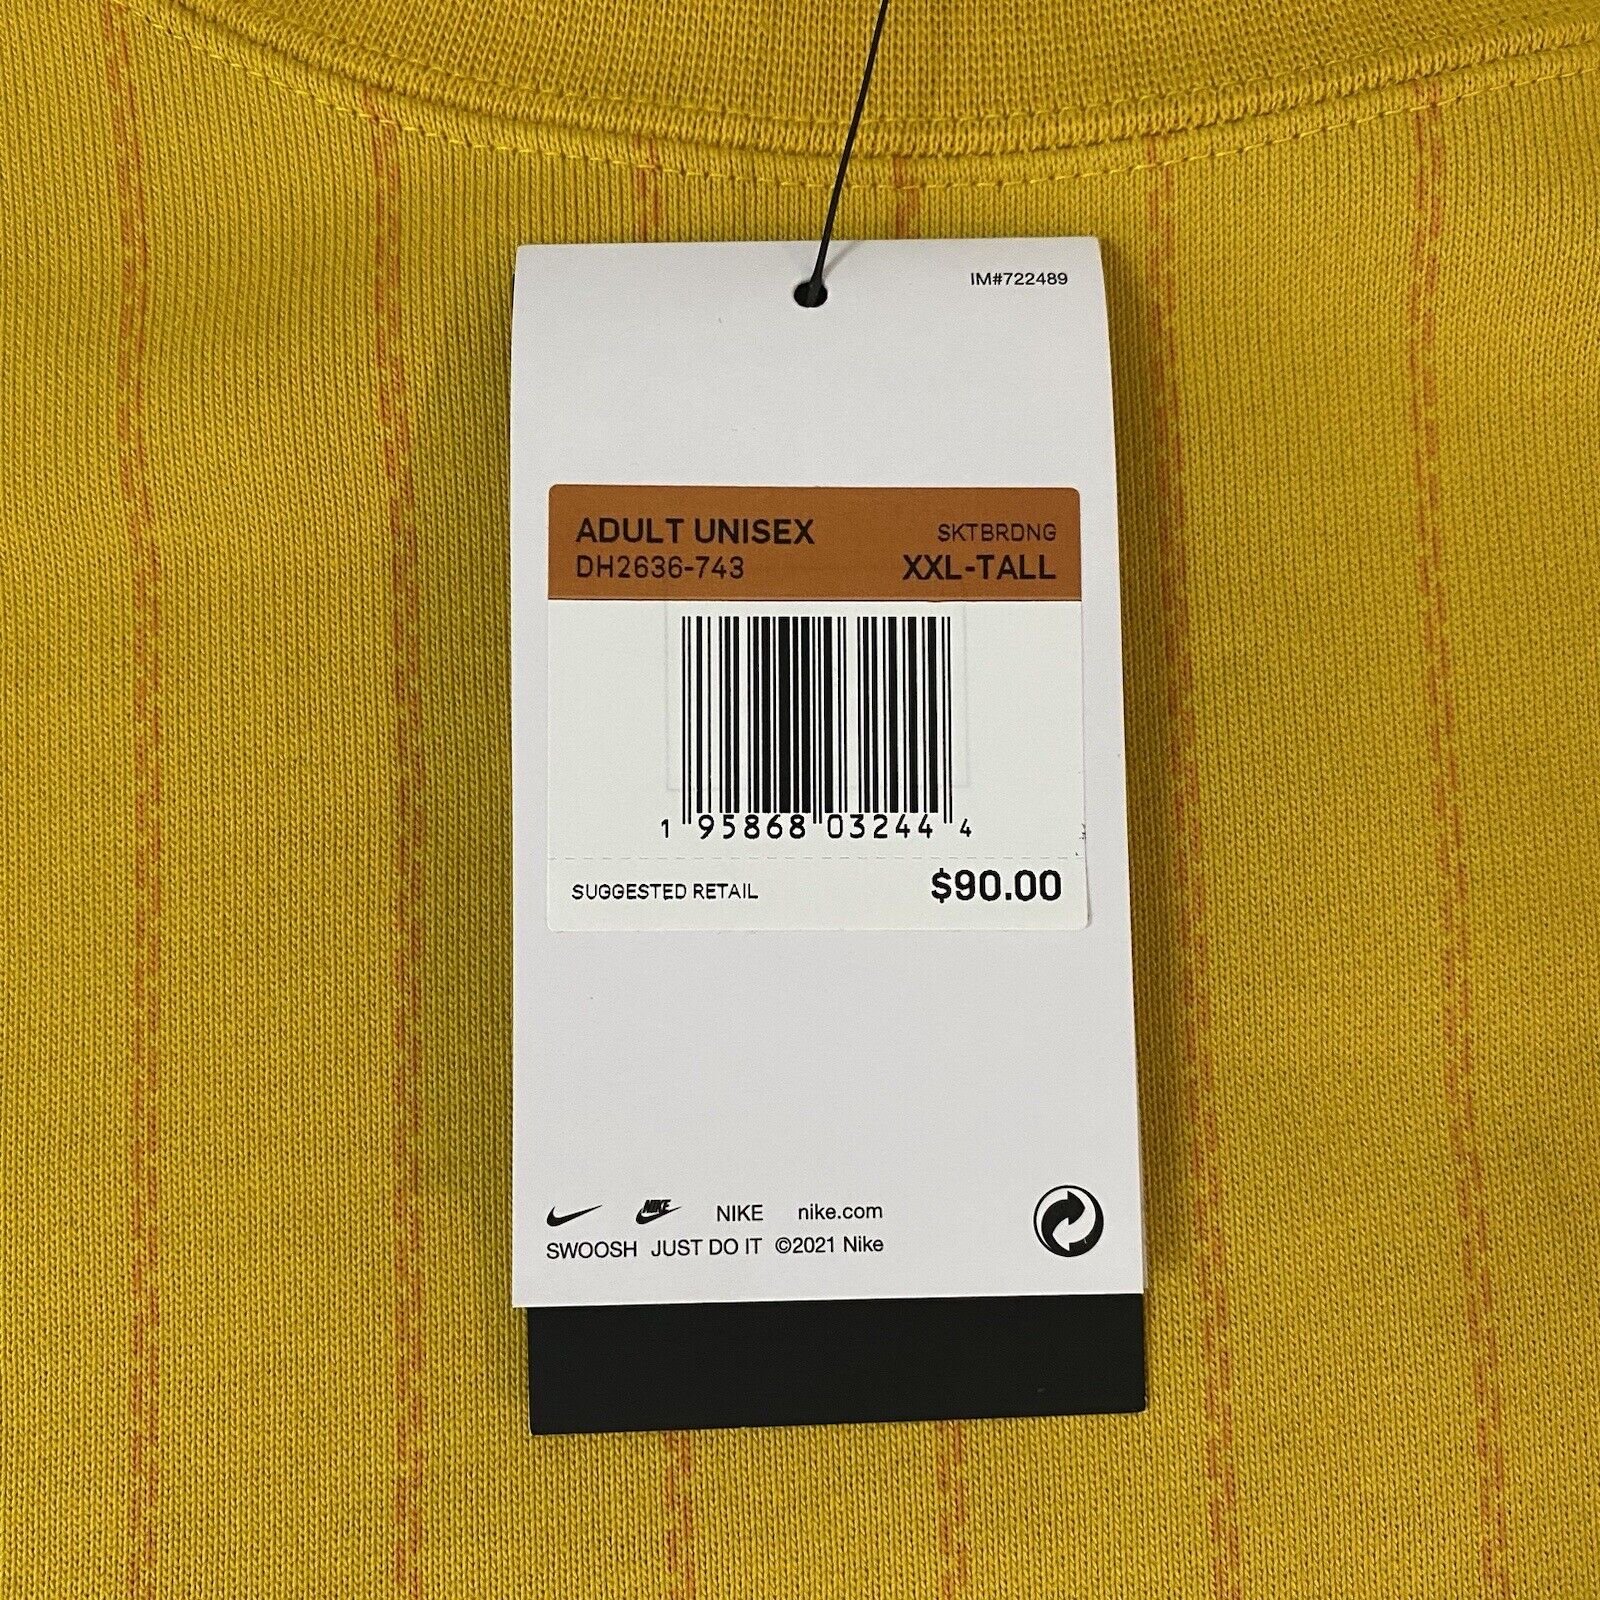 IM#722489
ADULT UNISEX SKTBRDNG
DH2636-743 XXL-TALL
1 95868 03244 4
SUGGESTED RETAIL $90.00
NIKE NIKE nike.com
SWOOSH JUST DO IT ©2021 Nike